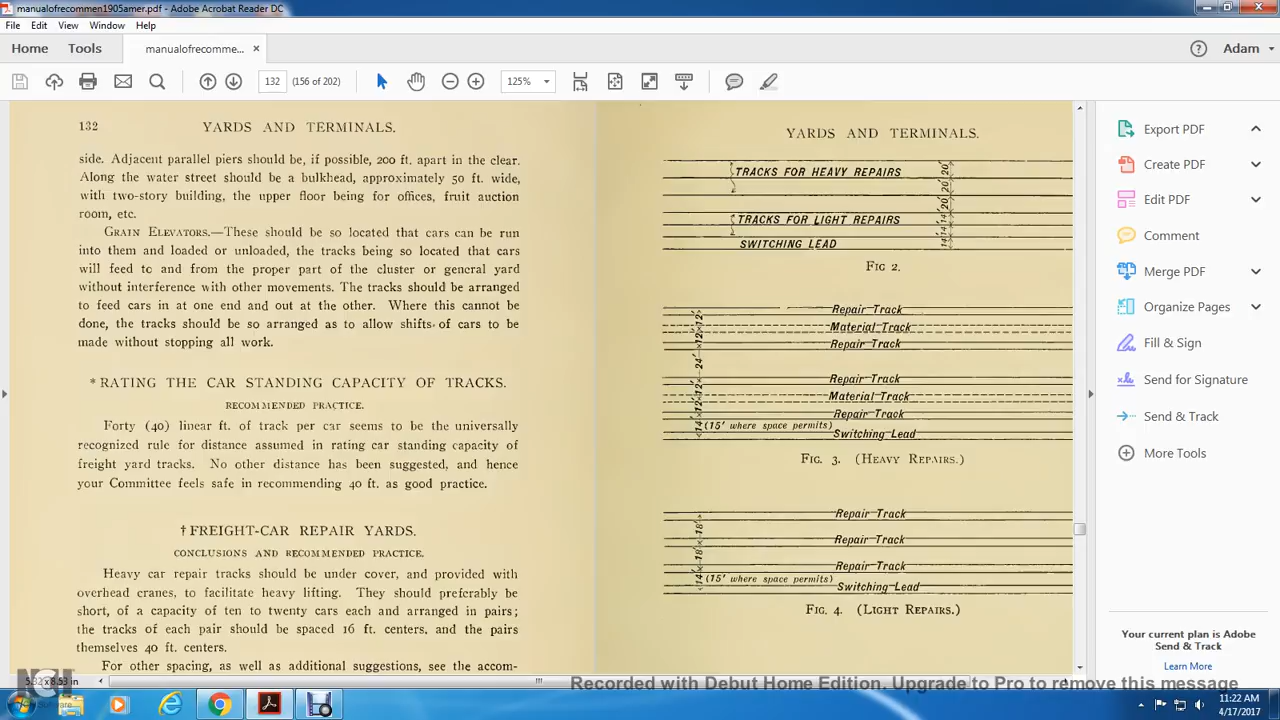 manualofrecommen1905amer.pdf - Adobe Acrobat Reader DC
File Edit View Window Help
Home Tools manualofrecomme... × Adam
132 (156 of 202) 125%
132 YARDS AND TERMINALS.
side. Adjacent parallel piers should be, if possible, 200 ft. apart in the clear.
Along the water street should be a bulkhead, approximately 50 ft. wide,
with two-story building, the upper floor being for offices, fruit auction
room, etc.
GRAIN ELEVATORS.—These should be so located that cars can be run
into them and loaded or unloaded, the tracks being so located that cars
will feed to and from the proper part of the cluster or general yard
without interference with other movements. The tracks should be arranged
to feed cars in at one end and out at the other. Where this cannot be
done, the tracks should be so arranged as to allow shifts of cars to be
made without stopping all work.
*RATING THE CAR STANDING CAPACITY OF TRACKS.
RECOMMENDED PRACTICE.
Forty (40) linear ft. of track per car seems to be the universally
recognized rule for distance assumed in rating car standing capacity of
freight yard tracks. No other distance has been suggested, and hence
your Committee feels safe in recommending 40 ft. as good practice.
†FREIGHT-CAR REPAIR YARDS.
CONCLUSIONS AND RECOMMENDED PRACTICE.
Heavy car repair tracks should be under cover, and provided with
overhead cranes, to facilitate heavy lifting. They should preferably be
short, of a capacity of ten to twenty cars each and arranged in pairs;
the tracks of each pair should be spaced 16 ft. centers, and the pairs
themselves 40 ft. centers.
For other spacing, as well as additional suggestions, see the accom-
YARDS AND TERMINALS.
TRACKS FOR HEAVY REPAIRS
20' 20' 20'
TRACKS FOR LIGHT REPAIRS
14' 14'
SWITCHING LEAD
FIG 2.
Repair Track
Material Track
Repair Track
12' 12' 24' 12' 12' 14'
Repair Track
Material Track
Repair Track
(15' where space permits)
Switching Lead
FIG. 3. (HEAVY REPAIRS.)
Repair Track
Repair Track
18' 18' 14'
Repair Track
(15' where space permits)
Switching Lead
FIG. 4. (LIGHT REPAIRS.)
Export PDF
Create PDF
Edit PDF
Comment
Merge PDF
Organize Pages
Fill & Sign
Send for Signature
Send & Track
More Tools
Your current plan is Adobe
Send & Track
Learn More
NCH Software
Recorded with Debut Home Edition. Upgrade to Pro to remove this message
11:22 AM
4/17/2017